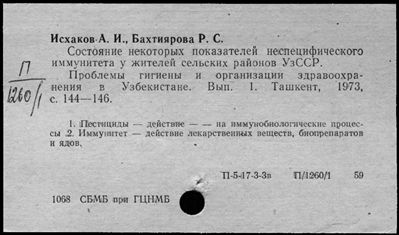 Исхаков А. И., Бахтиярова Р. С.
Состояние некоторых показателей неспецифического
иммунитета у жителей сельских районов УзССР.
П
1260/1
Проблемы гигиены и организации здравоохра-
нения в Узбекистане. Вып. 1. Ташкент, 1973,
с. 144—146.
1. Пестициды — действие — — на иммунобиологические процес-
сы 2. Иммунитет — действие лекарственных веществ, биопрепаратов
и ядов.
П-5-17-3-3в П/1260/1 59
1068 СБМБ при ГЦНМБ